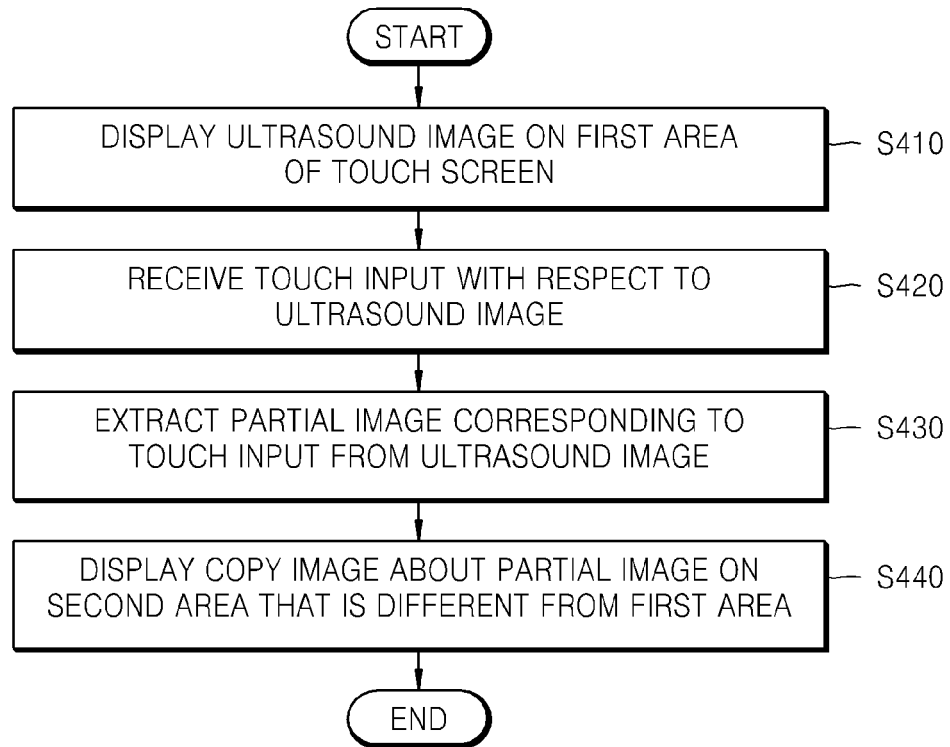 START
DISPLAY ULTRASOUND IMAGE ON FIRST AREA
OF TOUCH SCREEN
S410
RECEIVE TOUCH INPUT WITH RESPECT TO
ULTRASOUND IMAGE
S420
EXTRACT PARTIAL IMAGE CORRESPONDING TO
TOUCH INPUT FROM ULTRASOUND IMAGE
S430
DISPLAY COPY IMAGE ABOUT PARTIAL IMAGE ON
SECOND AREA THAT IS DIFFERENT FROM FIRST AREA
S440
END